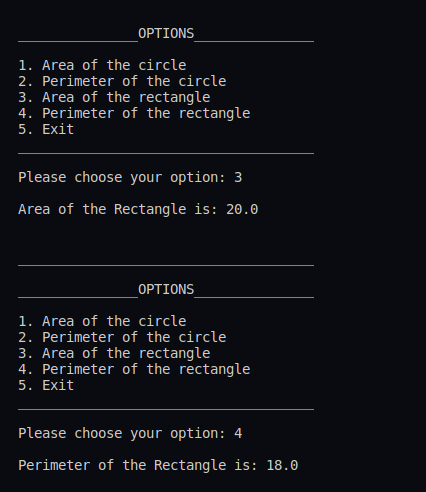 _______________OPTIONS_______________
1. Area of the circle
2. Perimeter of the circle
3. Area of the rectangle
4. Perimeter of the rectangle
5. Exit
_____________________________________
Please choose your option: 3
Area of the Rectangle is: 20.0
_____________________________________
_______________OPTIONS_______________
1. Area of the circle
2. Perimeter of the circle
3. Area of the rectangle
4. Perimeter of the rectangle
5. Exit
_____________________________________
Please choose your option: 4
Perimeter of the Rectangle is: 18.0